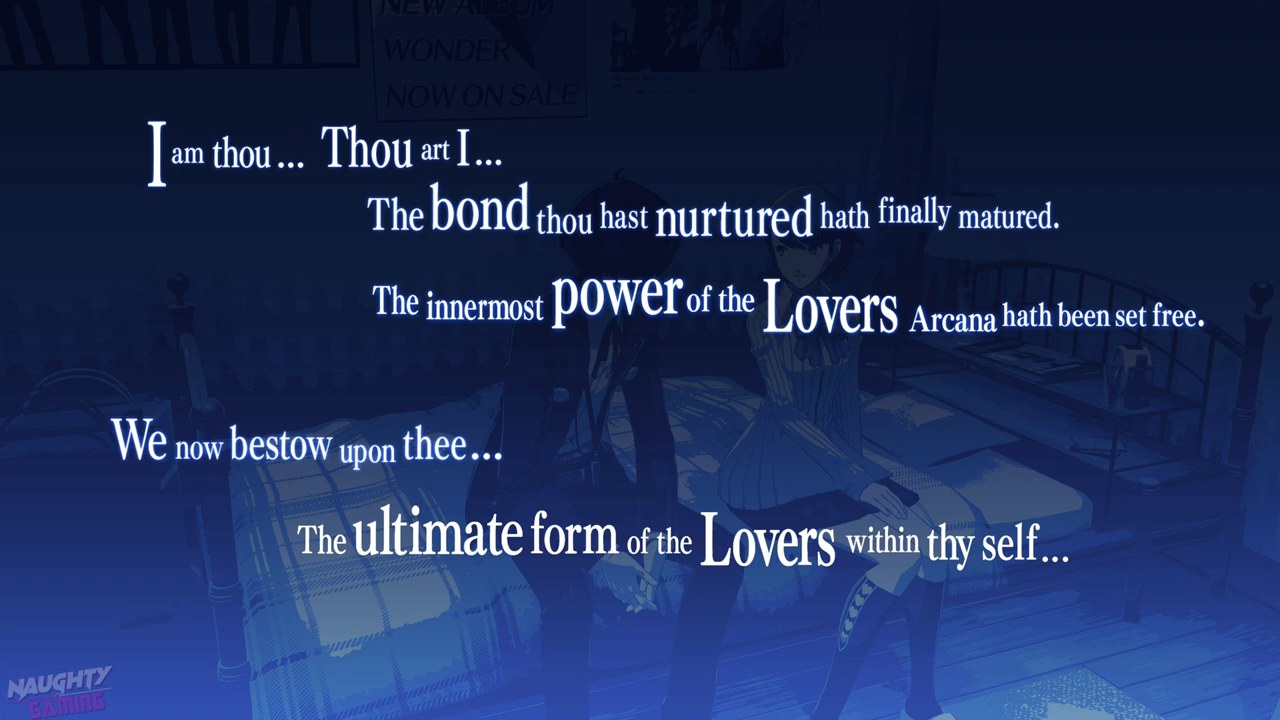 NEW ALBUM
WONDER
NOW ON SALE
I am thou... Thou art I...
The bond thou hast nurtured hath finally matured.
The innermost power of the Lovers Arcana hath been set free.
We now bestow upon thee...
The ultimate form of the Lovers within thy self...
NAUGHTY
GAMING